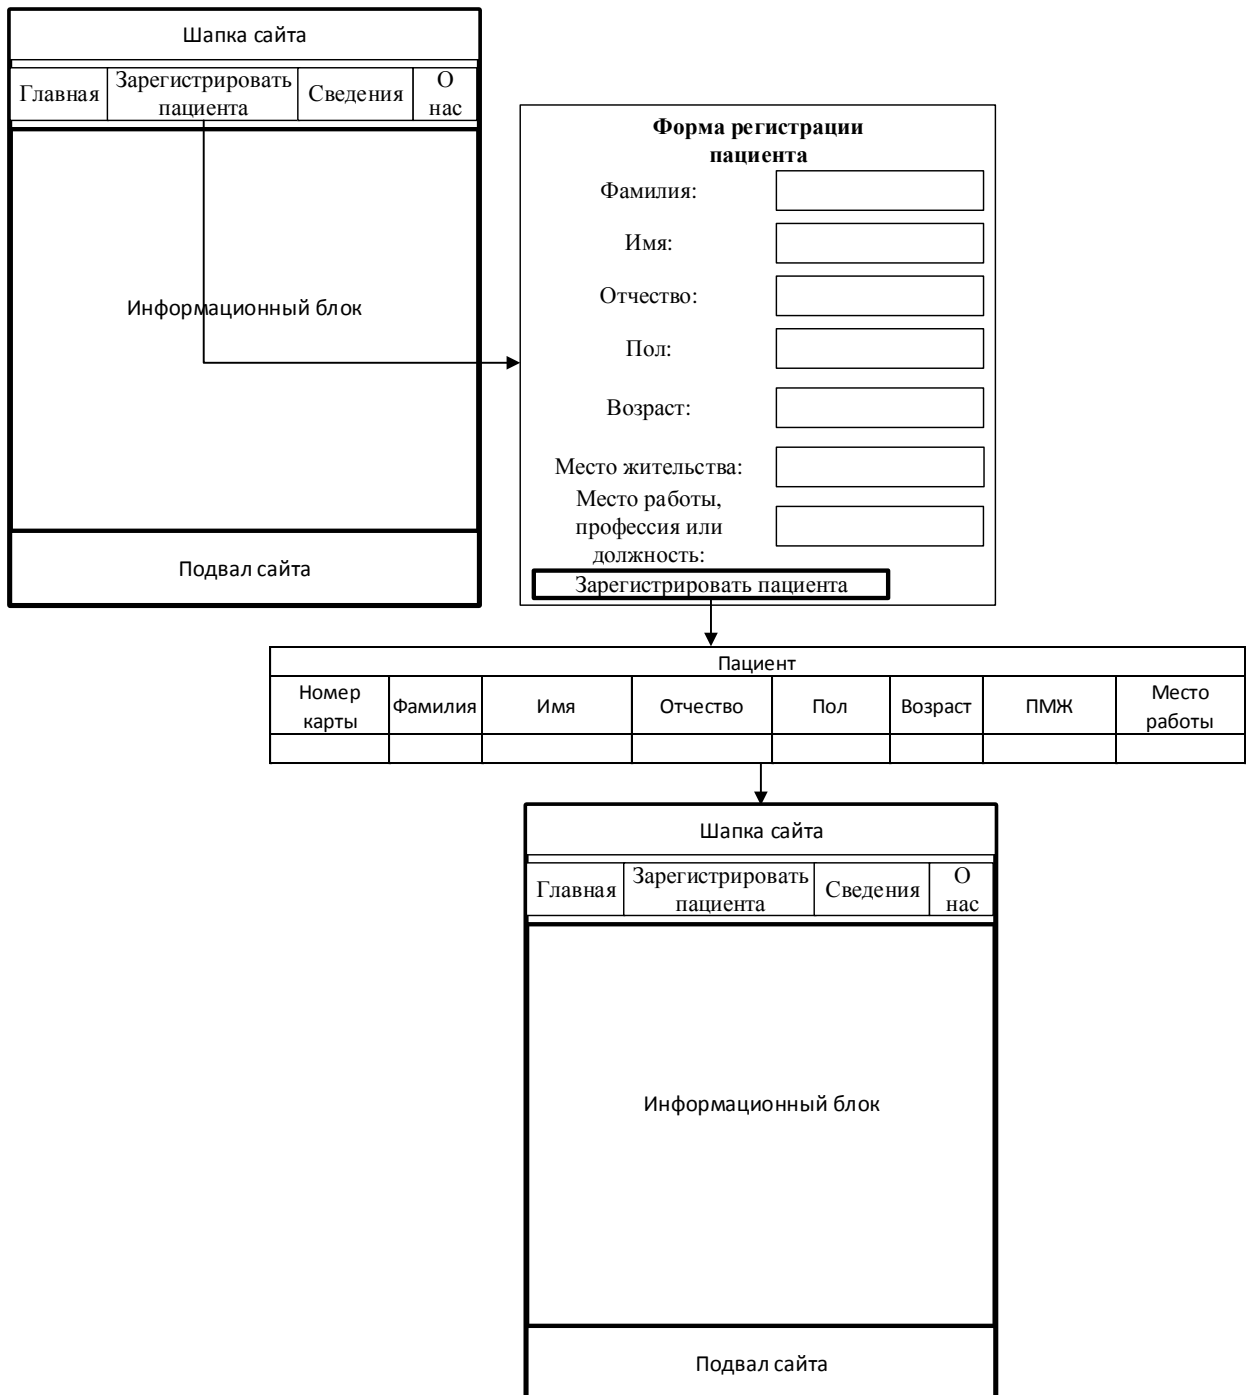 Шапка сайта
Главная
Зарегистрировать
пациента
Сведения
О
нас
Информационный блок
Подвал сайта
Форма регистрации
пациента
Фамилия:
Имя:
Отчество:
Пол:
Возраст:
Место жительства:
Место работы,
профессия или
должность:
Зарегистрировать пациента
Пациент
Номер
карты
Фамилия
Имя
Отчество
Пол
Возраст
ПМЖ
Место
работы
Шапка сайта
Главная
Зарегистрировать
пациента
Сведения
О
нас
Информационный блок
Подвал сайта